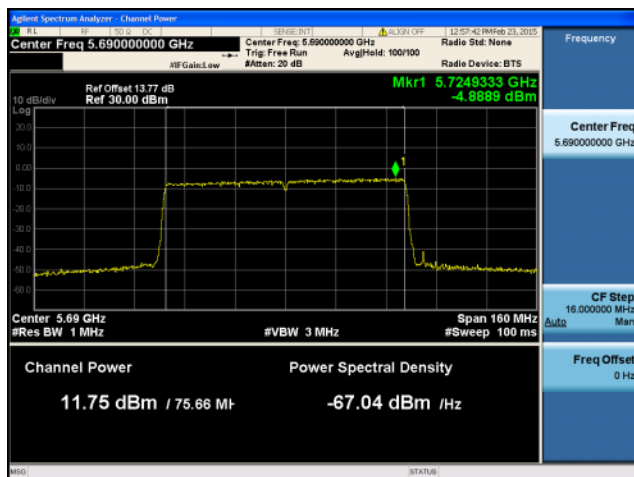 Agilent Spectrum Analyzer - Channel Power
RL RF 50 Ω DC SENSE:INT ALIGN OFF 12:57:42 PM Feb 23, 2015
Center Freq 5.690000000 GHz
Center Freq: 5.690000000 GHz
Radio Std: None
Trig: Free Run Avg|Hold: 100/100
#IFGain:Low #Atten: 20 dB Radio Device: BTS
Ref Offset 13.77 dB
Mkr1 5.7249333 GHz
10 dB/div Ref 30.00 dBm -4.8889 dBm
Log
20.0
10.0
0.00
-10.0
-20.0
-30.0
-40.0
-50.0
-60.0
1
Center 5.69 GHz Span 160 MHz
#Res BW 1 MHz #VBW 3 MHz #Sweep 100 ms
Channel Power Power Spectral Density
11.75 dBm / 75.66 MH -67.04 dBm /Hz
MSG STATUS
Frequency
Center Freq
5.690000000 GHz
CF Step
16.000000 MHz
Auto Man
Freq Offset
0 Hz